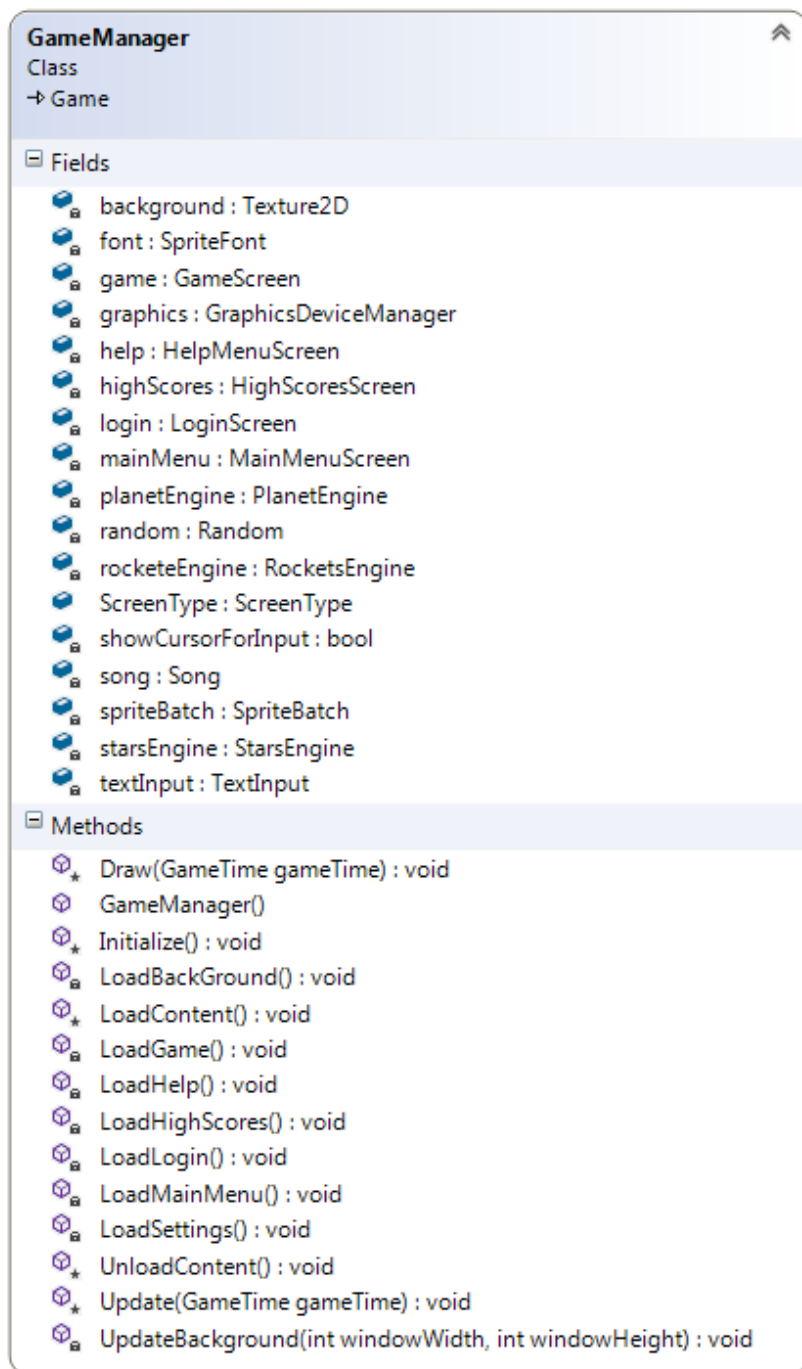 GameManager
Class
Game
Fields
background : Texture2D
font : SpriteFont
game : GameScreen
graphics : GraphicsDeviceManager
help : HelpMenuScreen
highScores : HighScoresScreen
login : LoginScreen
mainMenu : MainMenuScreen
planetEngine : PlanetEngine
random : Random
rocketeEngine : RocketsEngine
ScreenType : ScreenType
showCursorForInput : bool
song : Song
spriteBatch : SpriteBatch
starsEngine : StarsEngine
textInput : TextInput
Methods
Draw(GameTime gameTime) : void
GameManager()
Initialize() : void
LoadBackGround() : void
LoadContent() : void
LoadGame() : void
LoadHelp() : void
LoadHighScores() : void
LoadLogin() : void
LoadMainMenu() : void
LoadSettings() : void
UnloadContent() : void
Update(GameTime gameTime) : void
UpdateBackground(int windowWidth, int windowHeight) : void